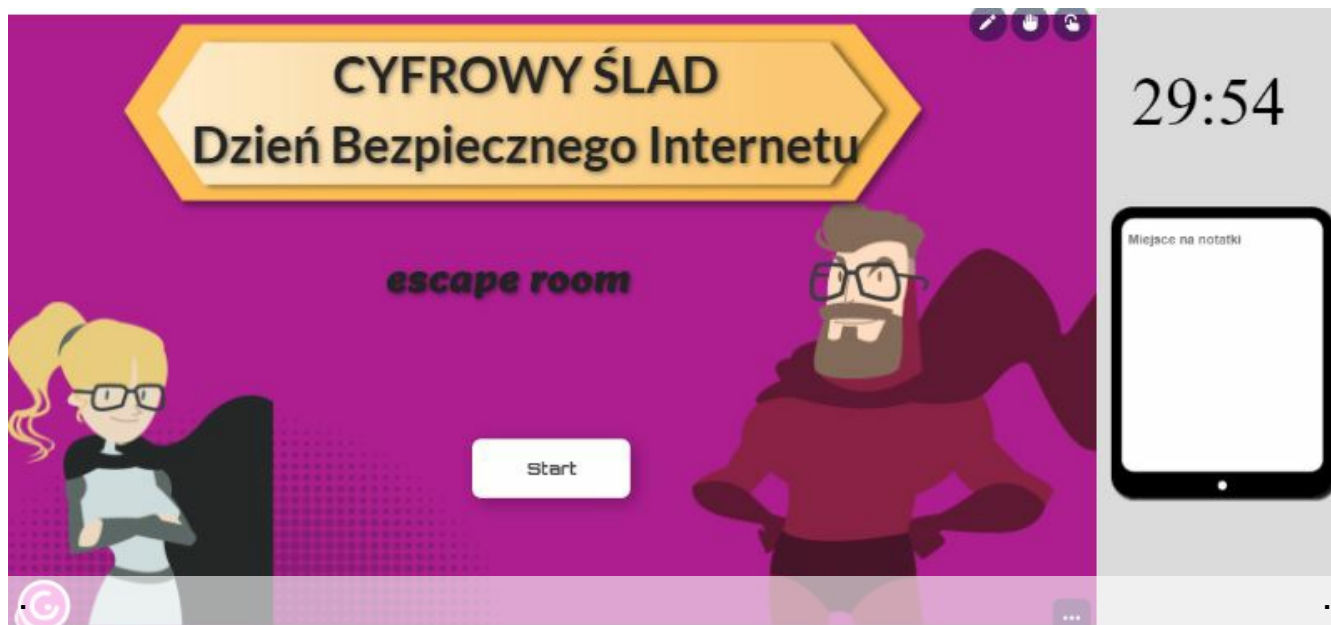 CYFROWY ŚLAD
Dzień Bezpiecznego Internetu
escape room
Start
29:54
Miejsce na notatki